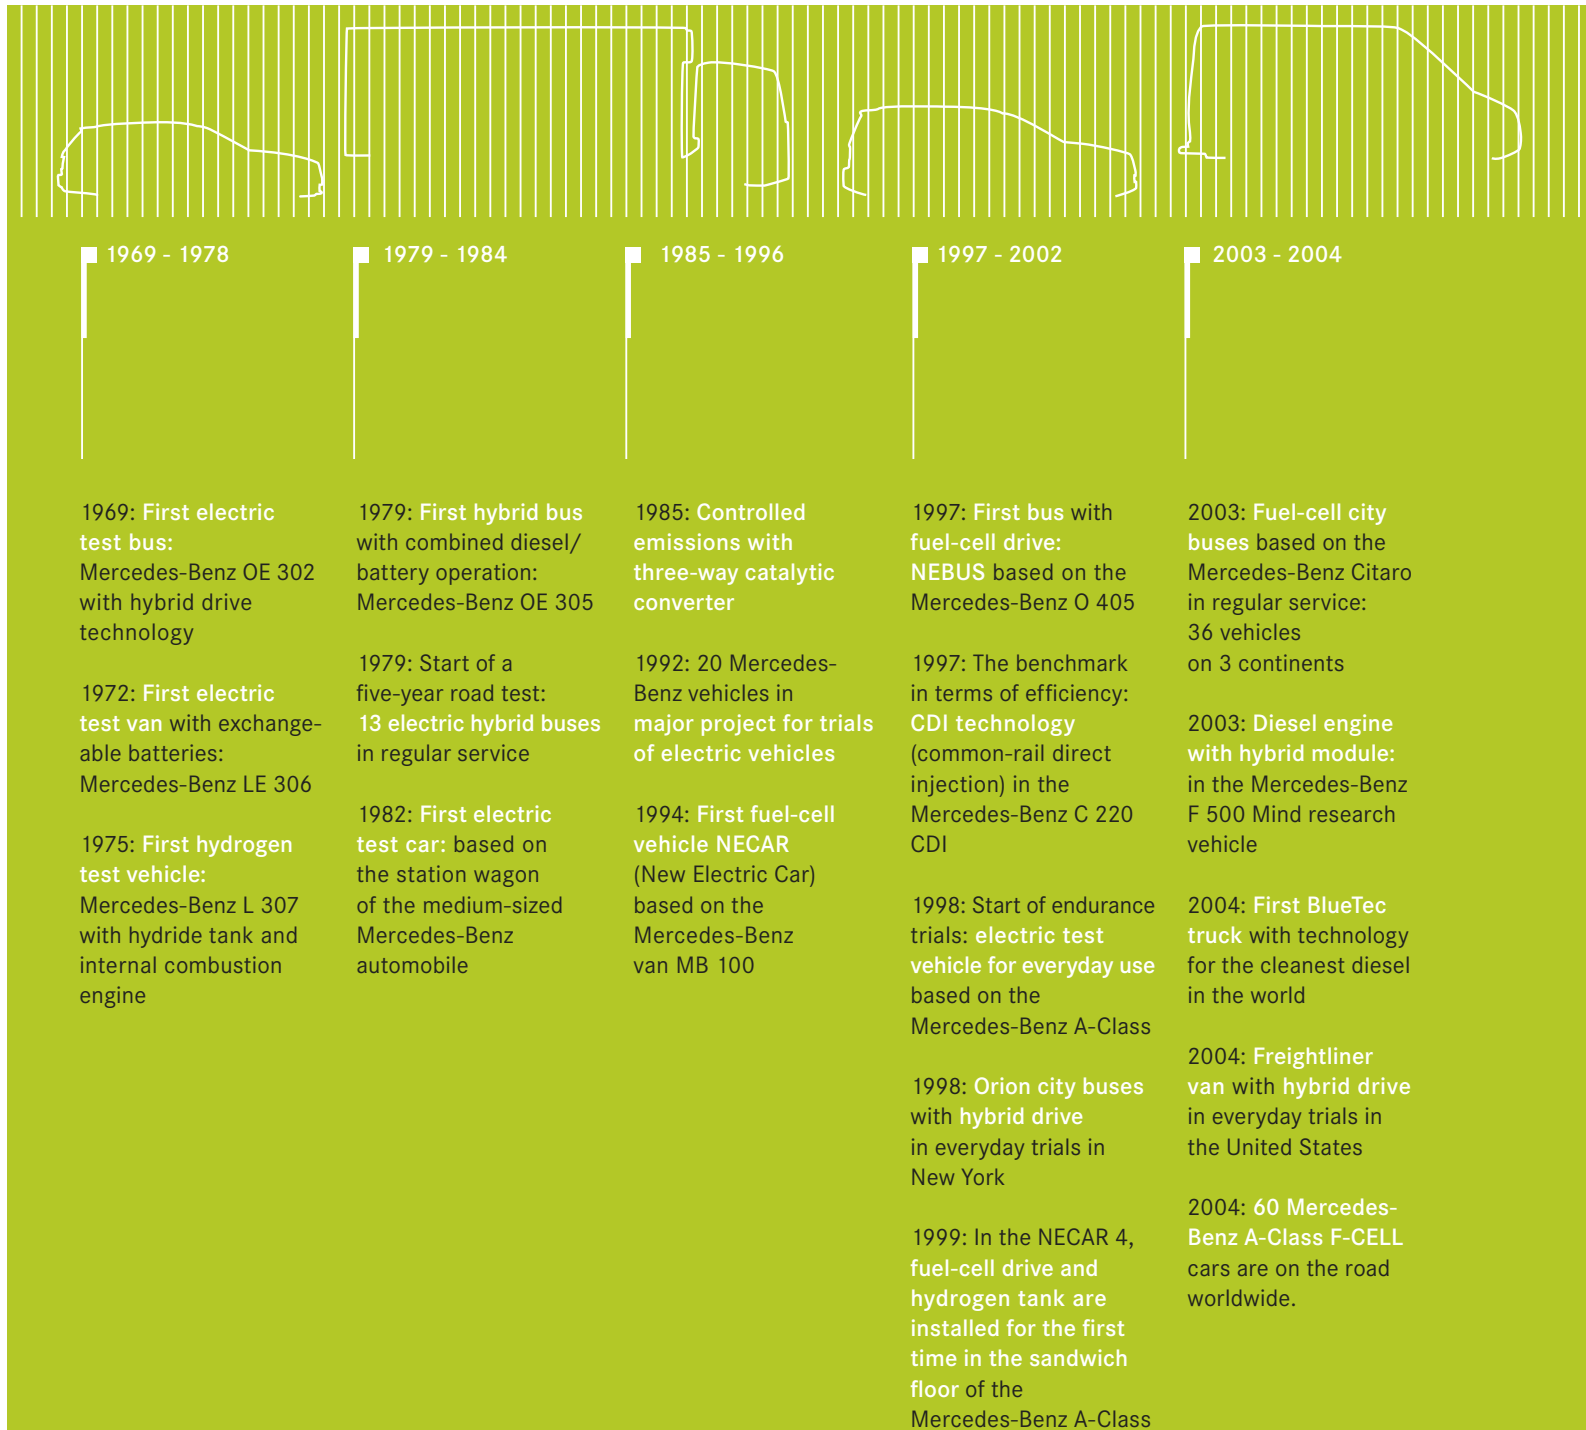 1969 - 1978
1979 - 1984
1985 - 1996
1997 - 2002
2003 - 2004
1969: First electric
test bus:
Mercedes-Benz OE 302
with hybrid drive
technology
1972: First electric
test van with exchange-
able batteries:
Mercedes-Benz LE 306
1975: First hydrogen
test vehicle:
Mercedes-Benz L 307
with hydride tank and
internal combustion
engine
1979: First hybrid bus
with combined diesel/
battery operation:
Mercedes-Benz OE 305
1979: Start of a
five-year road test:
13 electric hybrid buses
in regular service
1982: First electric
test car: based on
the station wagon
of the medium-sized
Mercedes-Benz
automobile
1985: Controlled
emissions with
three-way catalytic
converter
1992: 20 Mercedes-
Benz vehicles in
major project for trials
of electric vehicles
1994: First fuel-cell
vehicle NECAR
(New Electric Car)
based on the
Mercedes-Benz
van MB 100
1997: First bus with
fuel-cell drive:
NEBUS based on the
Mercedes-Benz O 405
1997: The benchmark
in terms of efficiency:
CDI technology
(common-rail direct
injection) in the
Mercedes-Benz C 220
CDI
1998: Start of endurance
trials: electric test
vehicle for everyday use
based on the
Mercedes-Benz A-Class
1998: Orion city buses
with hybrid drive
in everyday trials in
New York
1999: In the NECAR 4,
fuel-cell drive and
hydrogen tank are
installed for the first
time in the sandwich
floor of the
Mercedes-Benz A-Class
2003: Fuel-cell city
buses based on the
Mercedes-Benz Citaro
in regular service:
36 vehicles
on 3 continents
2003: Diesel engine
with hybrid module:
in the Mercedes-Benz
F 500 Mind research
vehicle
2004: First BlueTec
truck with technology
for the cleanest diesel
in the world
2004: Freightliner
van with hybrid drive
in everyday trials in
the United States
2004: 60 Mercedes-
Benz A-Class F-CELL
cars are on the road
worldwide.